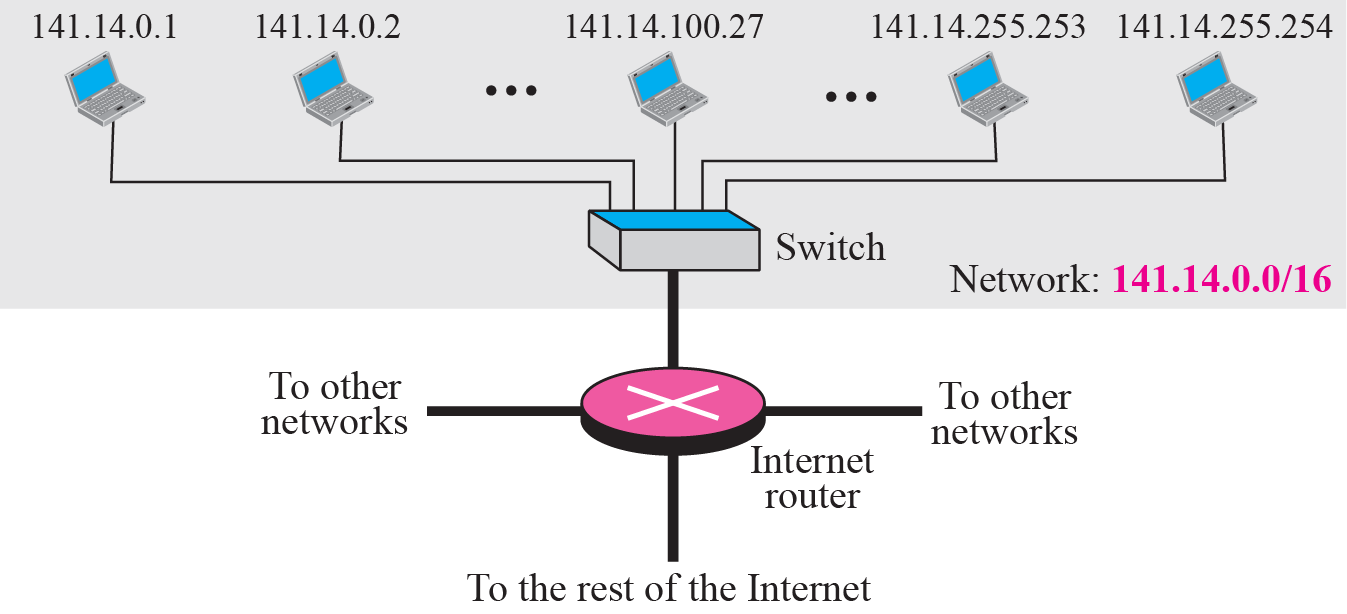 141.14.0.1
141.14.0.2
141.14.100.27
141.14.255.253
141.14.255.254
Switch
Network: 141.14.0.0/16
To other
networks
To other
networks
Internet
router
To the rest of the Internet